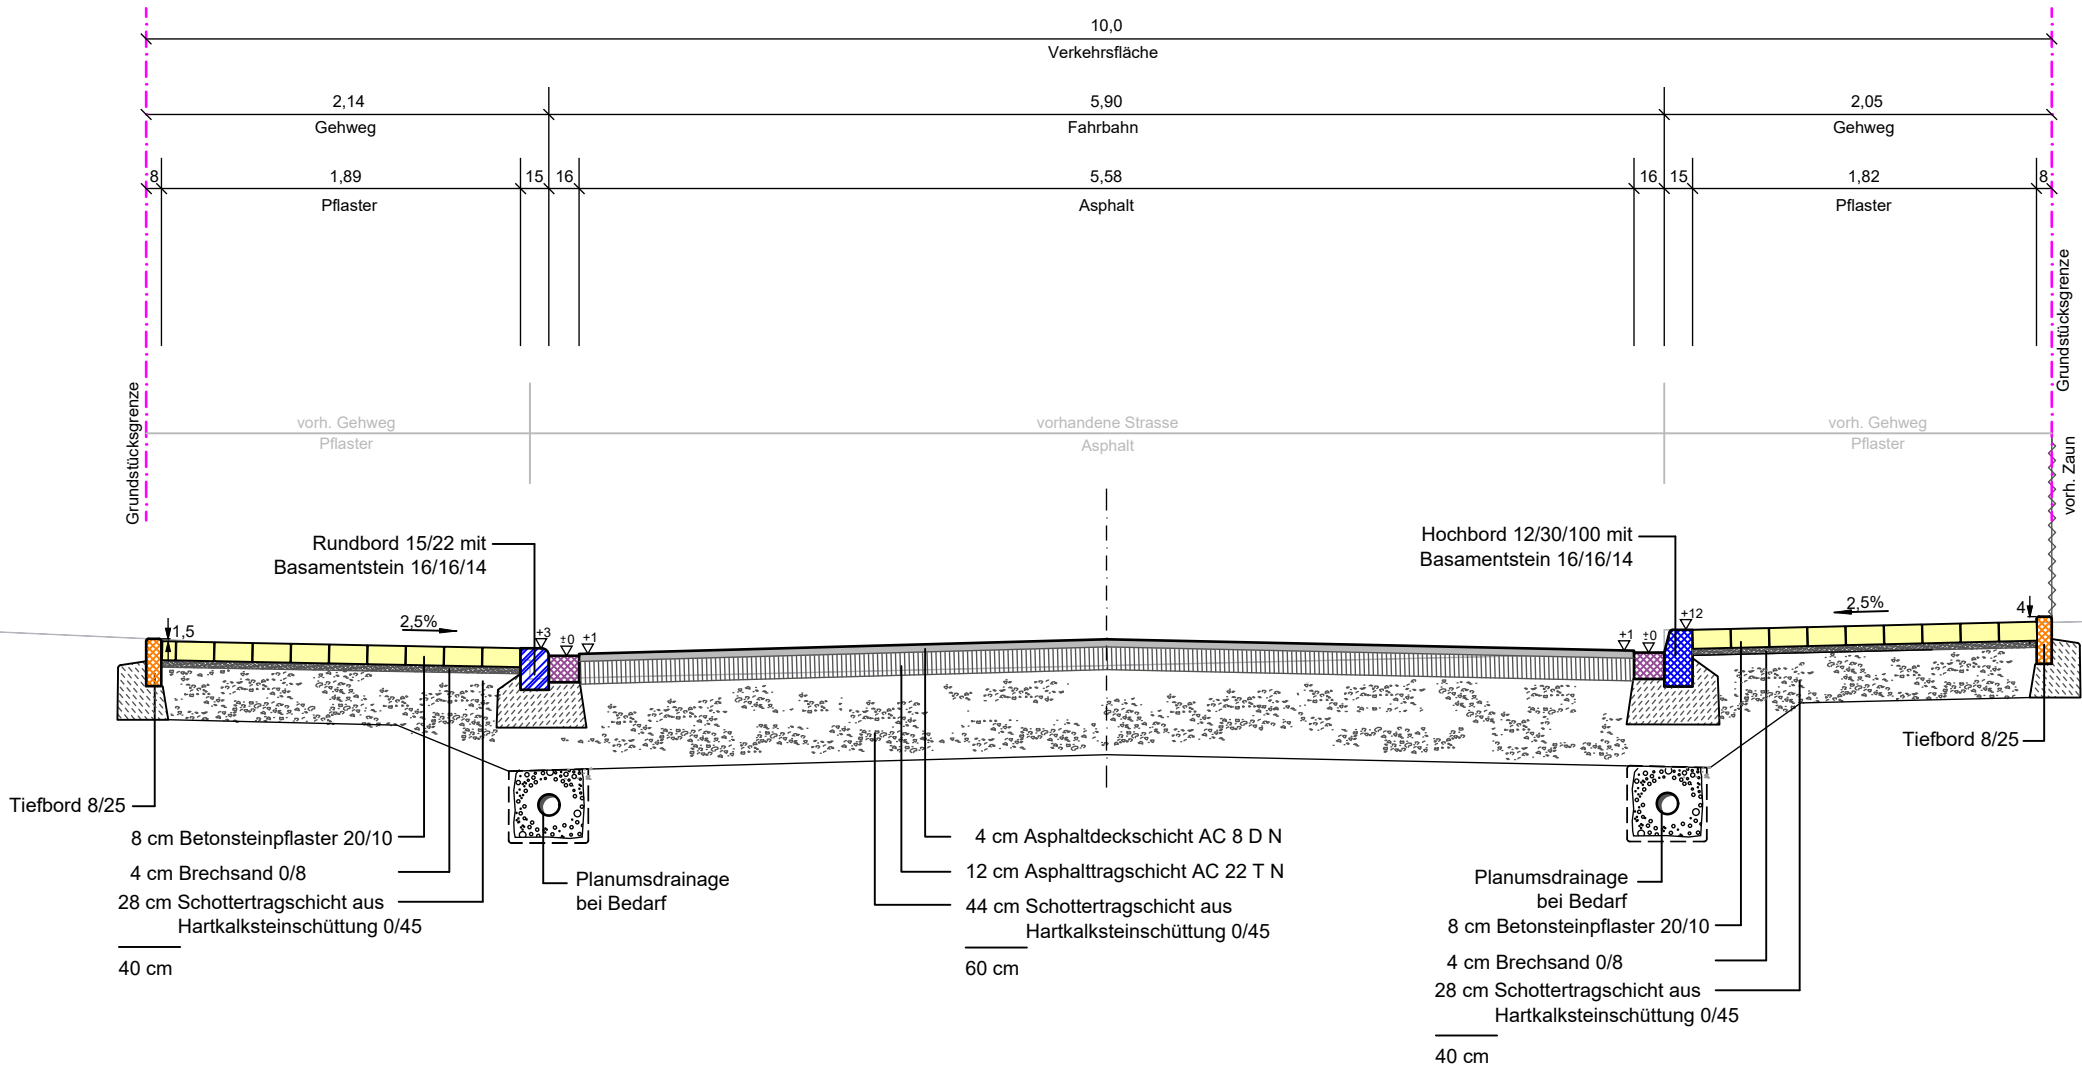 10,0
Verkehrsfläche
2,14
5,90
2,05
Gehweg
Fahrbahn
Gehweg
8
1,89
15
16
5,58
16
15
1,82
8
Pflaster
Asphalt
Pflaster
Grundstücksgrenze
Grundstücksgrenze
vorh. Gehweg
Pflaster
vorhandene Strasse
Asphalt
vorh. Gehweg
Pflaster
vorh. Zaun
Rundbord 15/22 mit
Basamentstein 16/16/14
Hochbord 12/30/100 mit
Basamentstein 16/16/14
1,5
2,5%
+3
±0
+1
+1
±0
+12
2,5%
4
Tiefbord 8/25
Tiefbord 8/25
8 cm Betonsteinpflaster 20/10
4 cm Brechsand 0/8
28 cm Schottertragschicht aus
Hartkalksteinschüttung 0/45
40 cm
Planumsdrainage
bei Bedarf
4 cm Asphaltdeckschicht AC 8 D N
12 cm Asphalttragschicht AC 22 T N
44 cm Schottertragschicht aus
Hartkalksteinschüttung 0/45
60 cm
Planumsdrainage
bei Bedarf
8 cm Betonsteinpflaster 20/10
4 cm Brechsand 0/8
28 cm Schottertragschicht aus
Hartkalksteinschüttung 0/45
40 cm